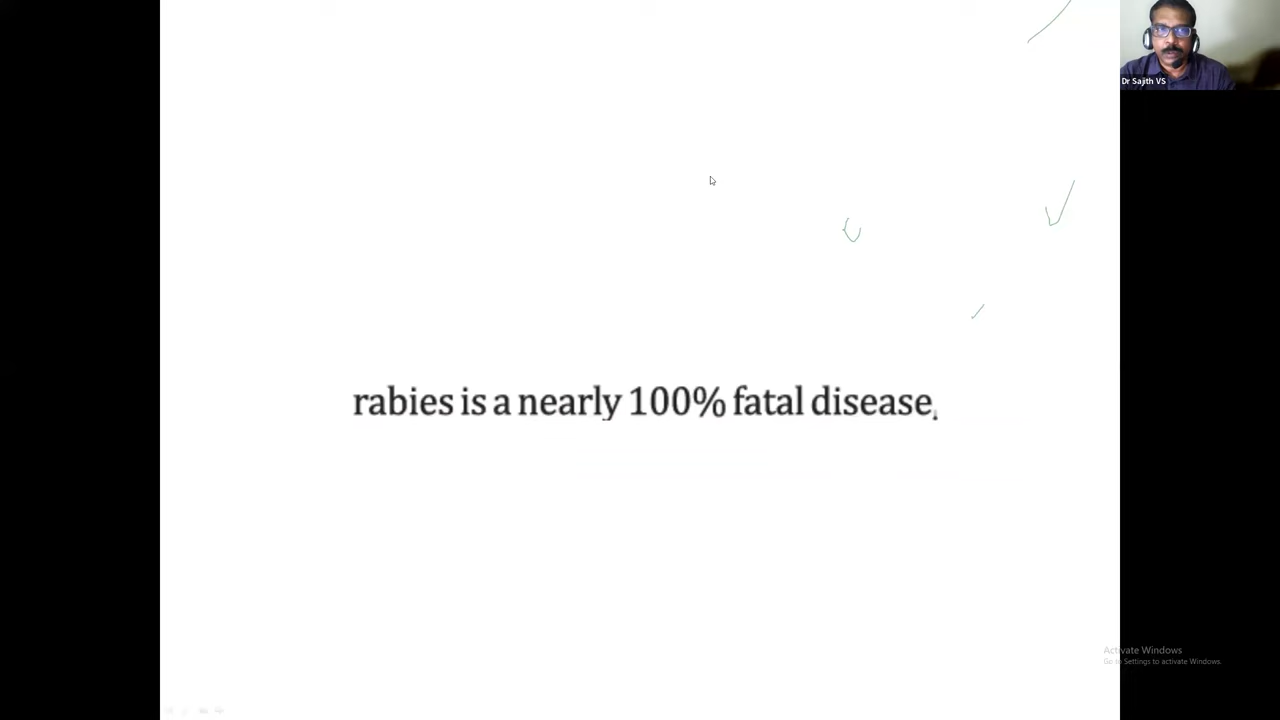 Dr Sajith VS
rabies is a nearly 100% fatal disease.
Activate Windows
Go to Settings to activate Windows.